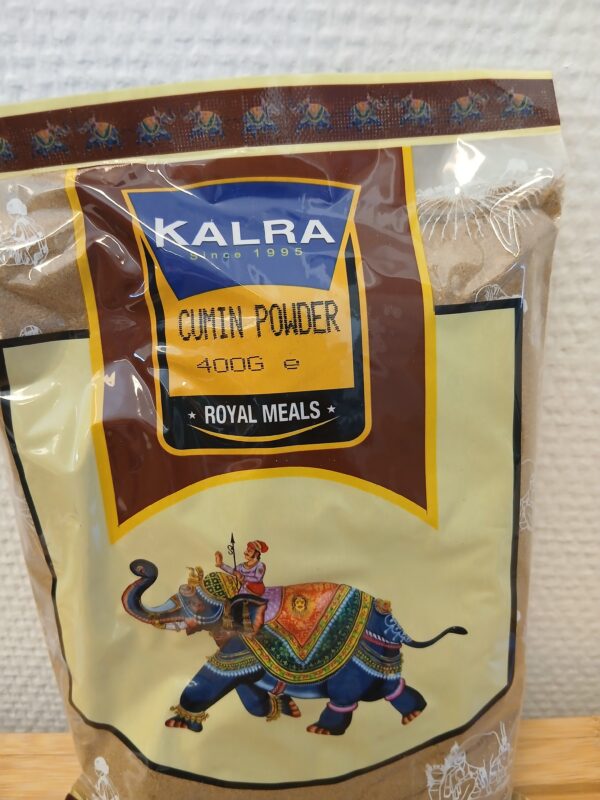 KALRA
Since 1995
CUMIN POWDER
400G e
ROYAL MEALS